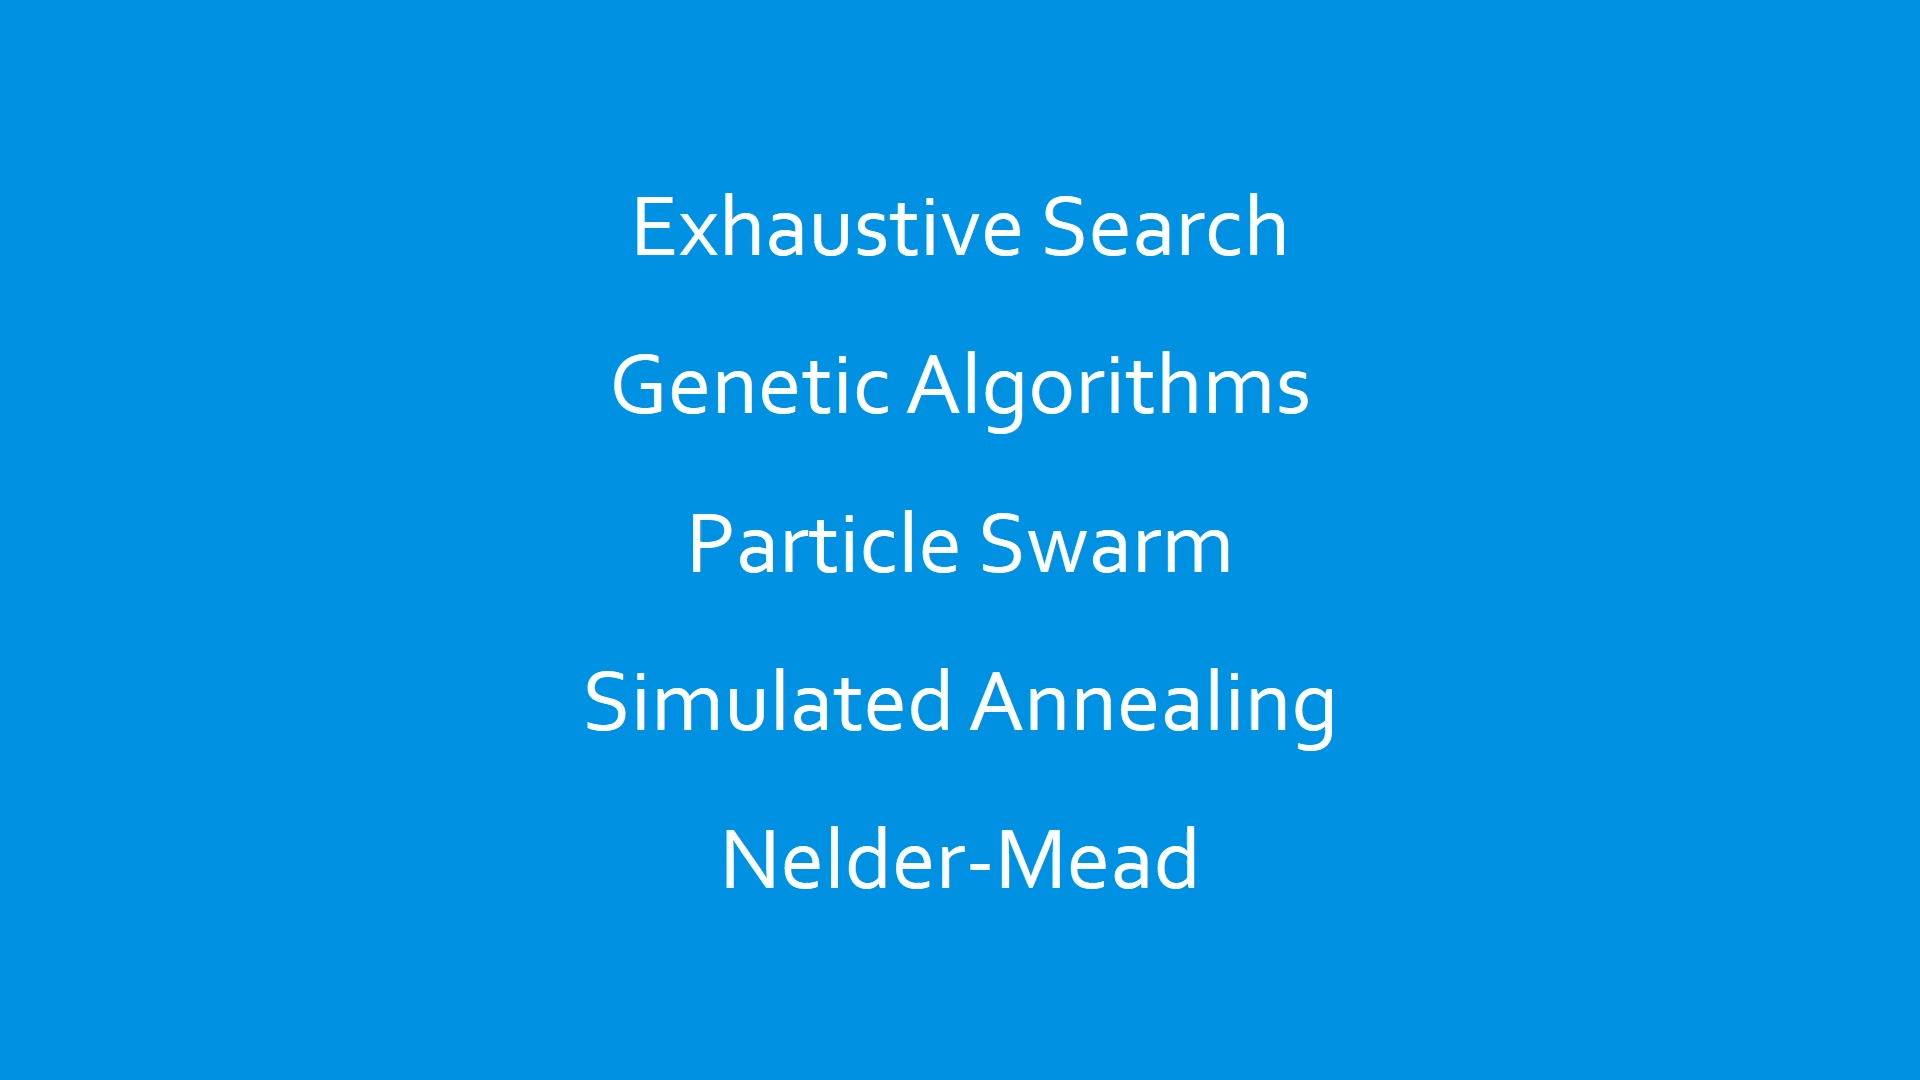 Exhaustive Search
Genetic Algorithms
Particle Swarm
Simulated Annealing
Nelder-Mead